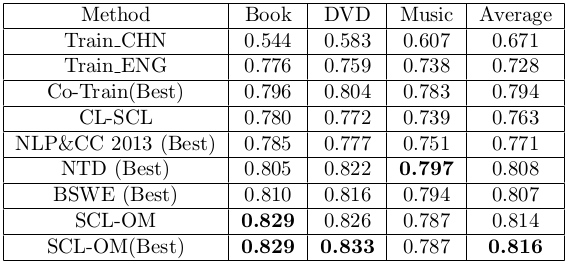 Method Book DVD Music Average
Train_CHN 0.544 0.583 0.607 0.671
Train_ENG 0.776 0.759 0.738 0.728
Co-Train(Best) 0.796 0.804 0.783 0.794
CL-SCL 0.780 0.772 0.739 0.763
NLP&CC 2013 (Best) 0.785 0.777 0.751 0.771
NTD (Best) 0.805 0.822 0.797 0.808
BSWE (Best) 0.810 0.816 0.794 0.807
SCL-OM 0.829 0.826 0.787 0.814
SCL-OM(Best) 0.829 0.833 0.787 0.816